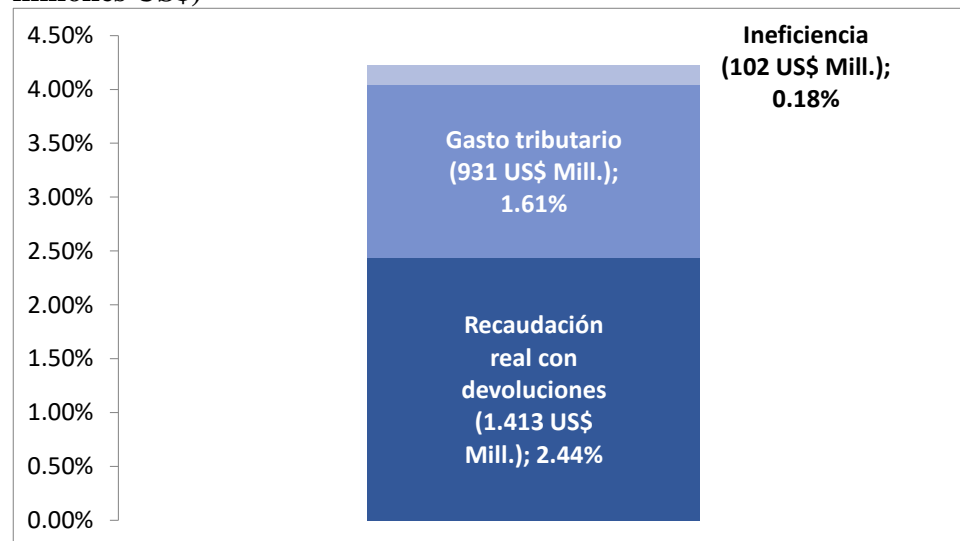 millones US$)
4.50%
4.00%
3.50%
3.00%
2.50%
2.00%
1.50%
1.00%
0.50%
0.00%
Ineficiencia
(102 US$ Mill.);
0.18%
Gasto tributario
(931 US$ Mill.);
1.61%
Recaudación
real con
devoluciones
(1.413 US$
Mill.); 2.44%